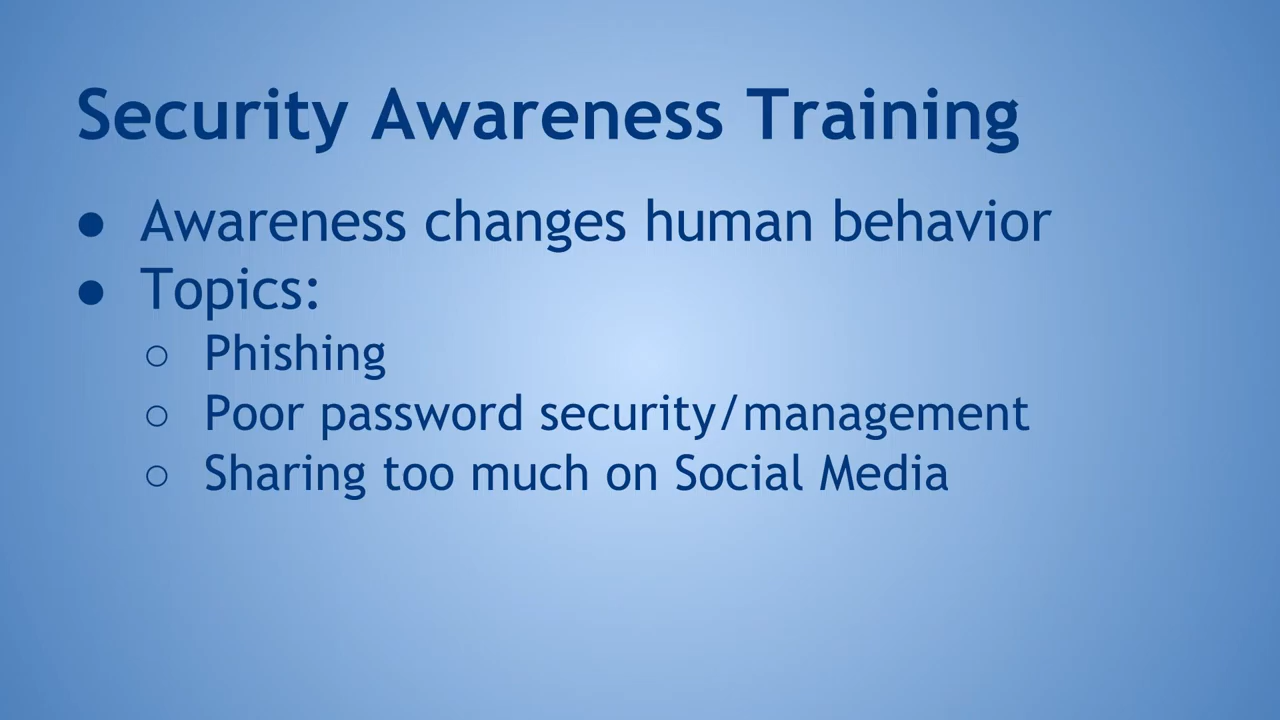 Security Awareness Training
● Awareness changes human behavior
● Topics:
○ Phishing
○ Poor password security/management
○ Sharing too much on Social Media